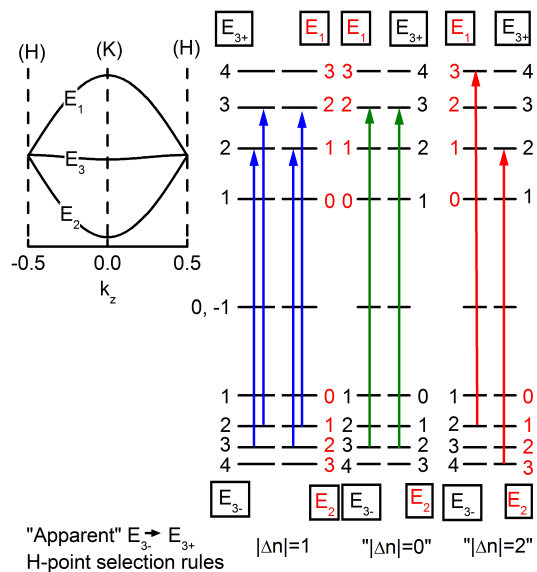 (H) (K) (H)
E1
E3
E2
-0.5 0.0 0.5
kz
E3+ E1 E1 E3+ E1 E3+
4 3 3 4 3 4
3 2 2 3 2 3
2 1 1 2 1 2
1 0 0 1 0 1
0, -1
1 0 1 0 1 0
2 1 2 1 2 1
3 2 3 2 3 2
4 3 4 3 4 3
E3- E2 E3- E2 E3- E2
"Apparent" E3- → E3+ |Δn|=1 "|Δn|=0" "|Δn|=2"
H-point selection rules